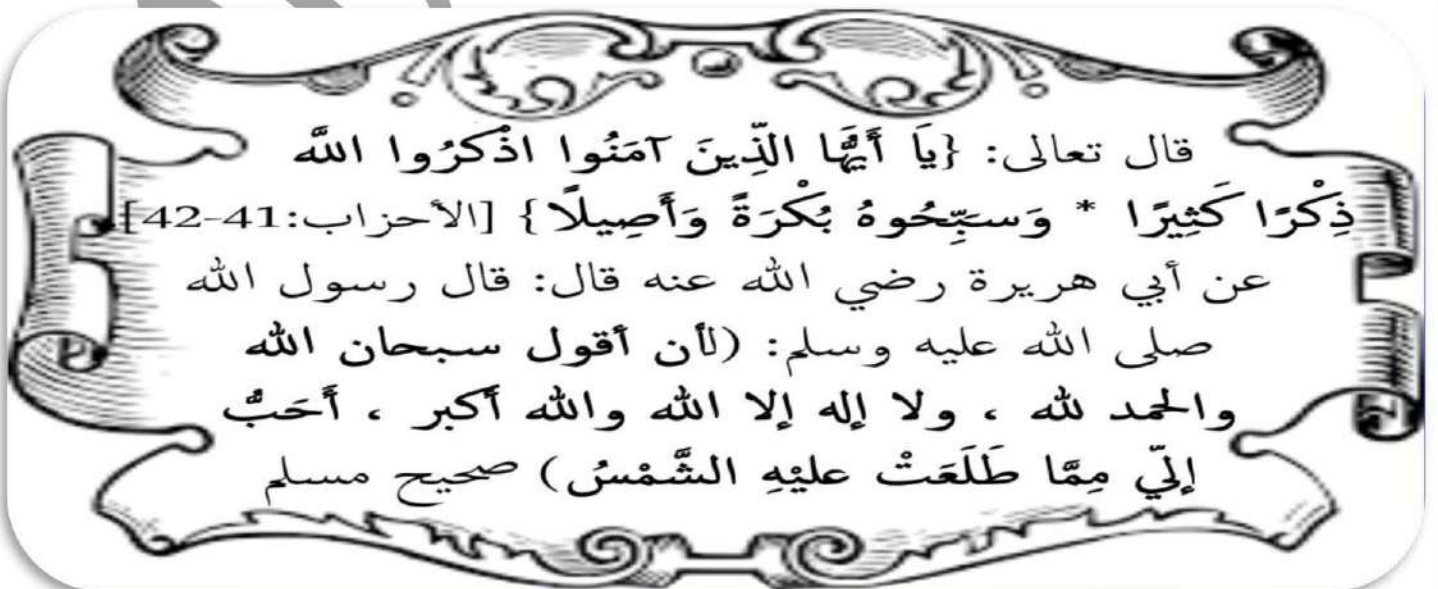 قال تعالى: {يَا أَيُّهَا الَّذِينَ آمَنُوا اذْكُرُوا اللَّه
ذِكْرًا كَثِيرًا * وَسَبِّحُوهُ بُكْرَةً وَأَصِيلًا} [الأحزاب:41-42]
عن أبي هريرة رضي الله عنه قال: قال رسول الله
صلى الله عليه وسلم: (لأن أقول سبحان الله
والحمد لله ، ولا إله إلا الله والله أكبر ، أَحَبُّ
إِلَيّ مِمَّا طَلَعَتْ عليْهِ الشَّمْسُ) صحيح مسلم